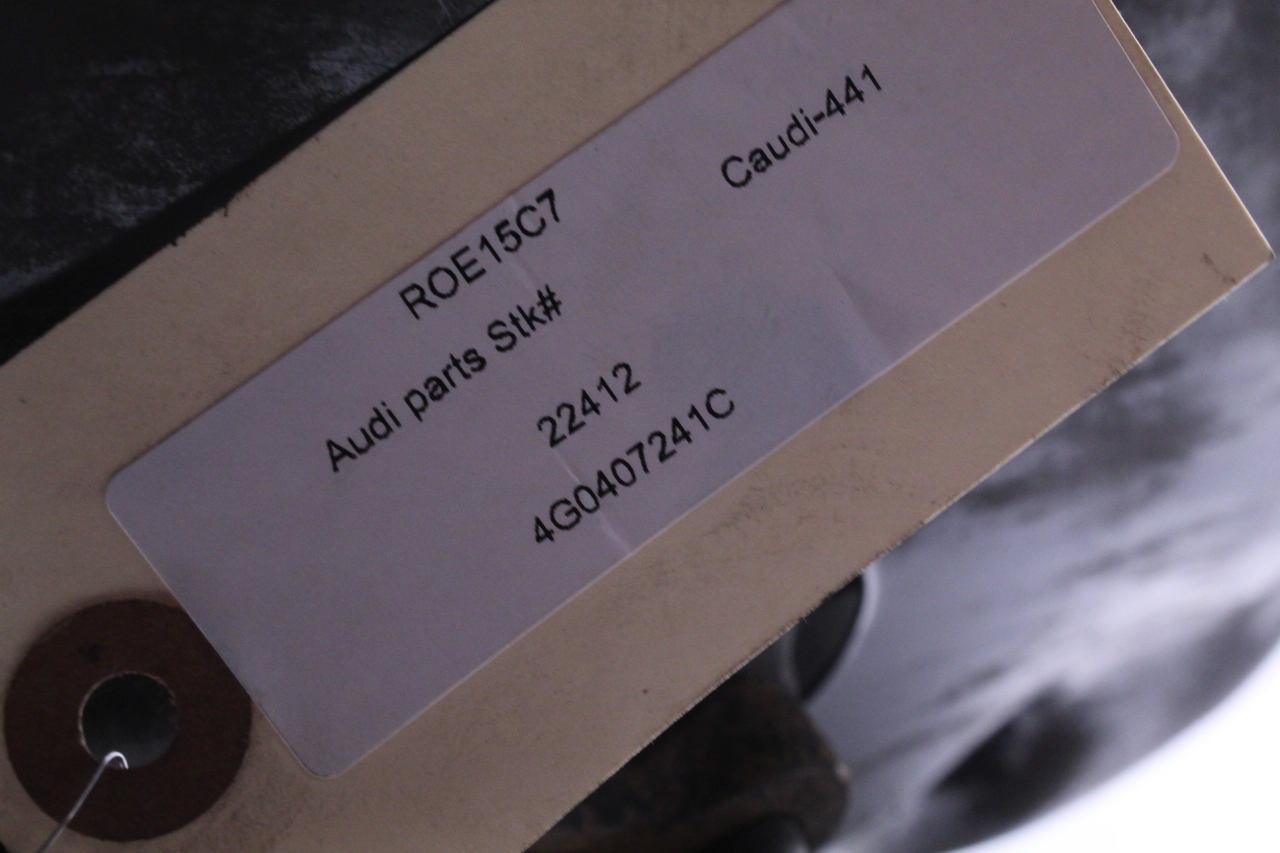 Caudi-441
ROE15C7
Audi parts Stk#
22412
4G0407241C